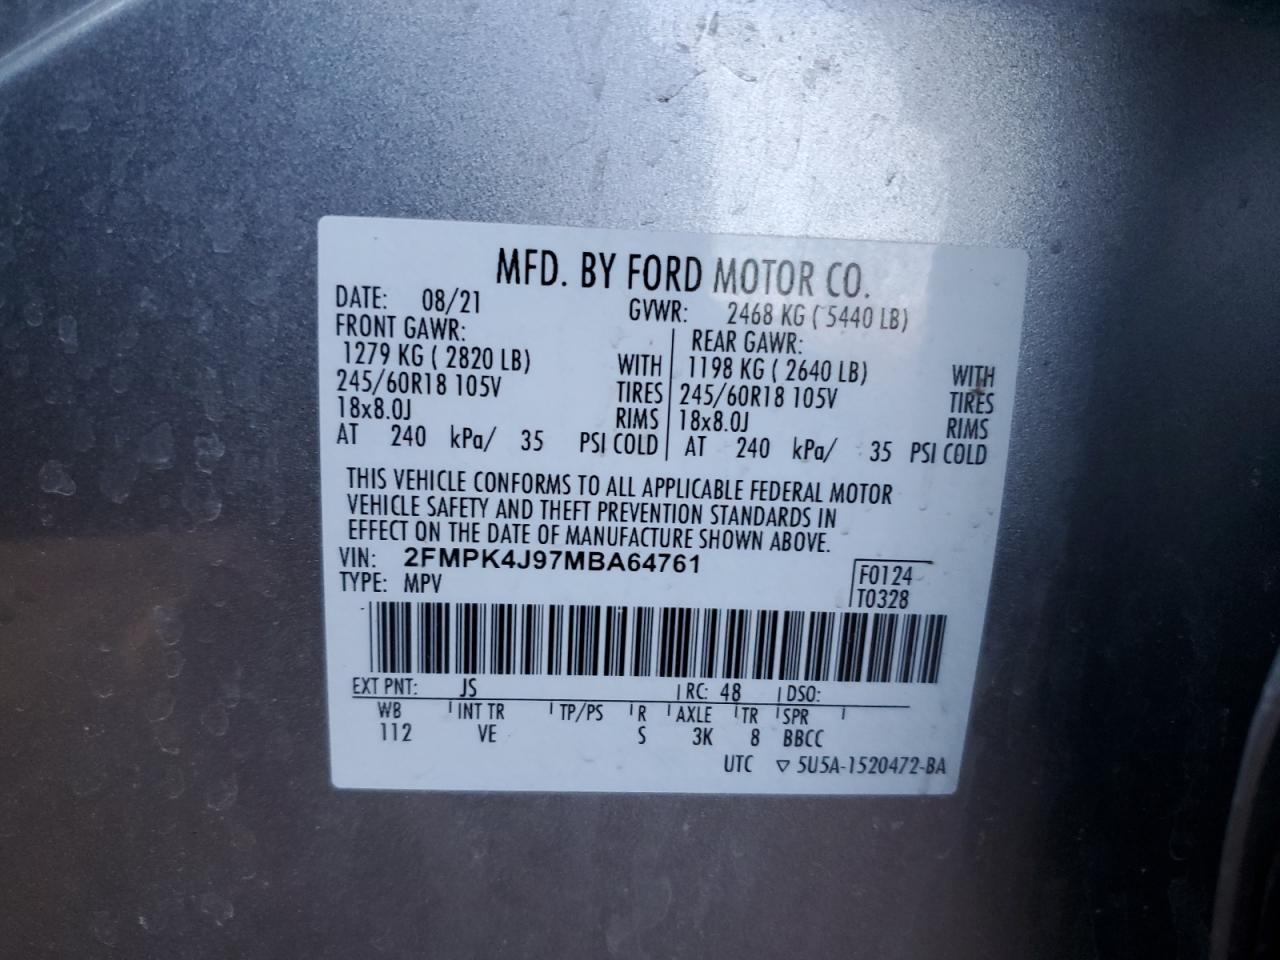 MFD. BY FORD MOTOR CO.
DATE: 08/21 GVWR: 2468 KG ( 5440 LB)
FRONT GAWR: REAR GAWR:
1279 KG ( 2820 LB) WITH 1198 KG ( 2640 LB) WITH
245/60R18 105V TIRES 245/60R18 105V TIRES
18x8.0J RIMS 18x8.0J RIMS
AT 240 kPa/ 35 PSI COLD AT 240 kPa/ 35 PSI COLD
THIS VEHICLE CONFORMS TO ALL APPLICABLE FEDERAL MOTOR
VEHICLE SAFETY AND THEFT PREVENTION STANDARDS IN
EFFECT ON THE DATE OF MANUFACTURE SHOWN ABOVE.
VIN: 2FMPK4J97MBA64761
F0124
TYPE: MPV
T0328
EXT PNT: JS RC: 48 DSO:
WB INT TR TP/PS R AXLE TR SPR
112 VE S 3K 8 BBCC
UTC ▽ 5U5A-1520472-BA